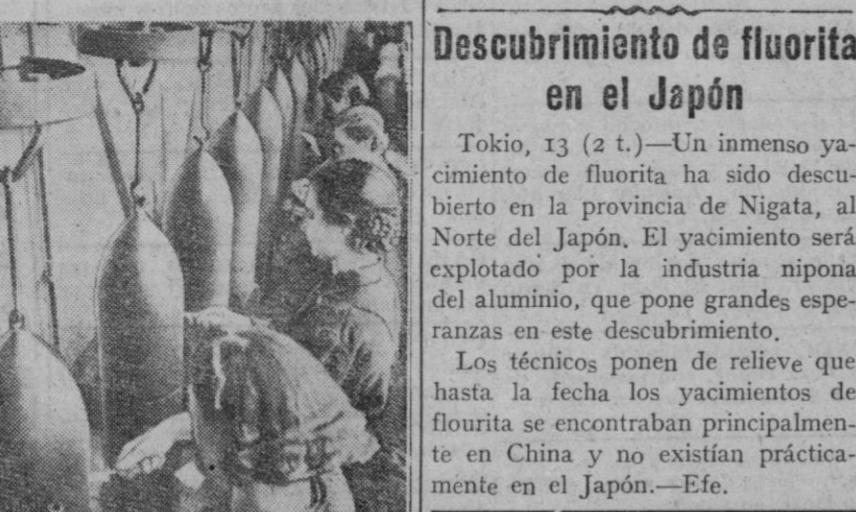 Descubrimiento de fluorita
en el Japón
Tokio, 13 (2 t.)—Un inmenso ya-
cimiento de fluorita ha sido descu-
bierto en la provincia de Nigata, al
Norte del Japón. El yacimiento será
explotado por la industria nipona
del aluminio, que pone grandes espe-
ranzas en este descubrimiento.
Los técnicos ponen de relieve que
hasta la fecha los yacimientos de
flourita se encontraban principalmen-
te en China y no existían práctica-
mente en el Japón.—Efe.